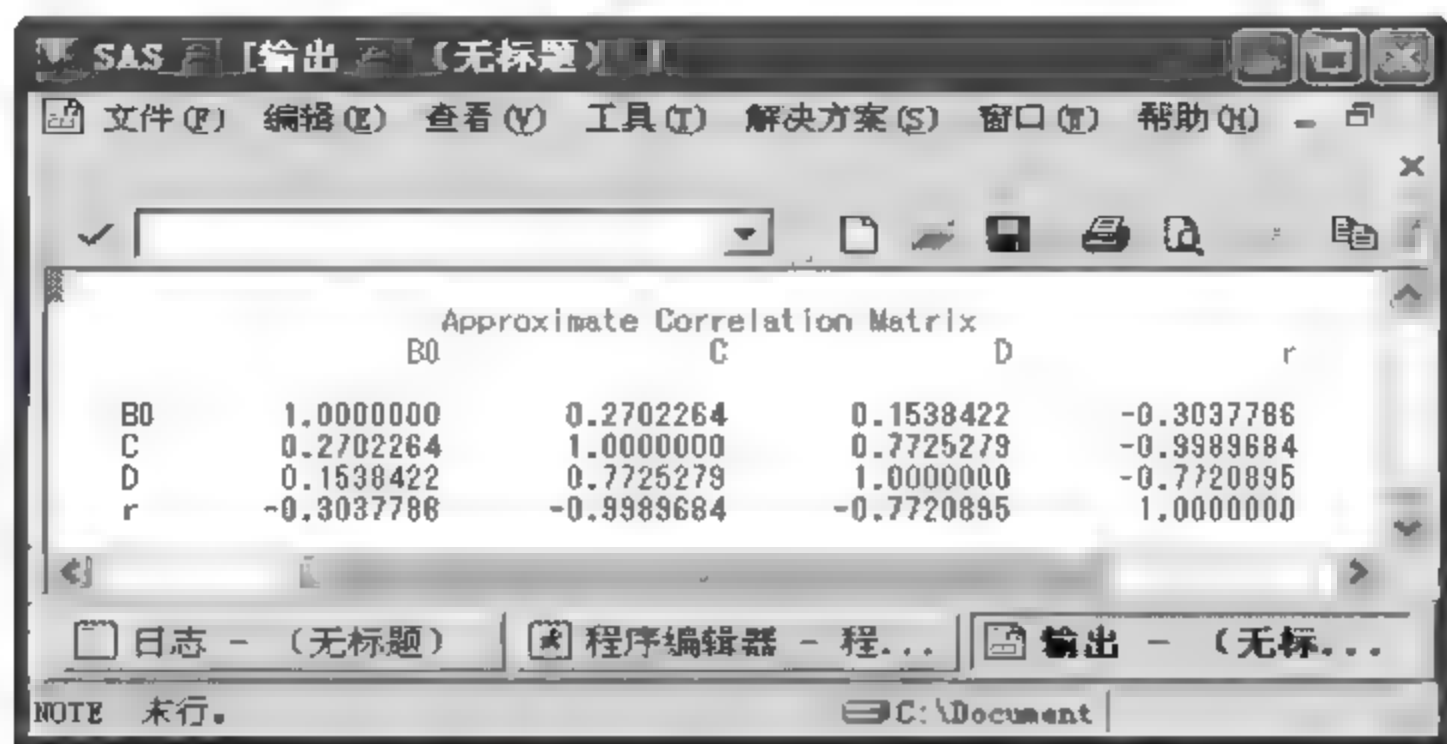 SAS [输出 （无标题）]
文件(F) 编辑(E) 查看(V) 工具(T) 解决方案(S) 窗口(W) 帮助(H)
Approximate Correlation Matrix
B0 C D r
B0 1.0000000 0.2702264 0.1538422 -0.3037786
C 0.2702264 1.0000000 0.7725279 -0.9989684
D 0.1538422 0.7725279 1.0000000 -0.7720895
r -0.3037786 -0.9989684 -0.7720895 1.0000000
日志 - （无标题） 程序编辑器 - 程... 输出 - （无标...
NOTE 末行。 C:\Document